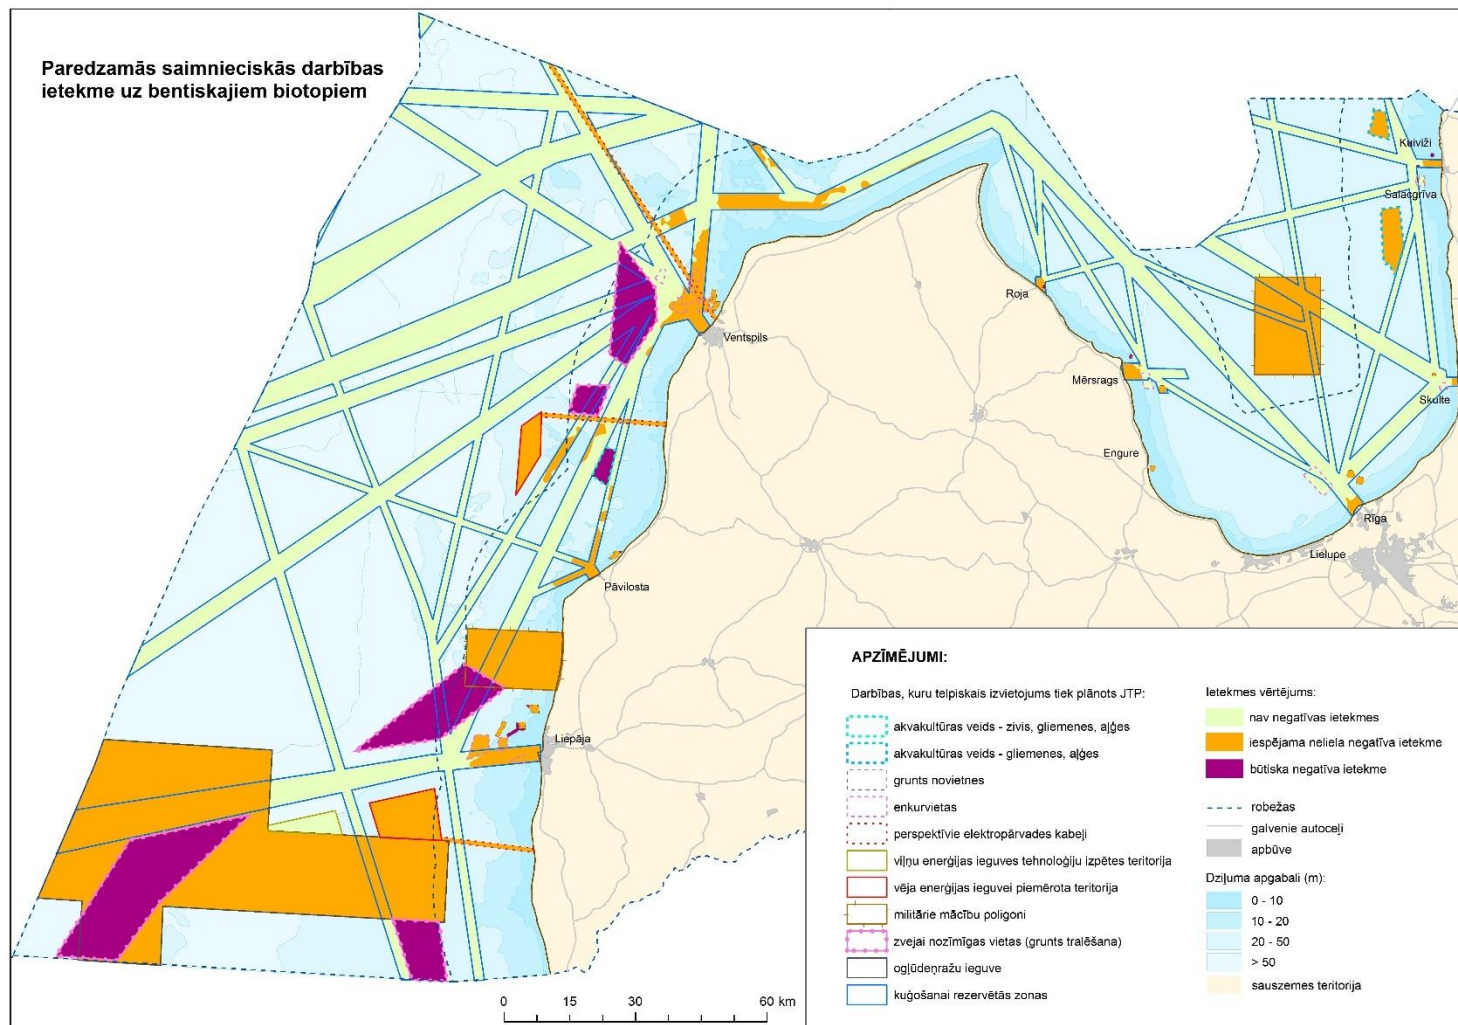 Paredzamās saimnieciskās darbības
ietekme uz bentiskajiem biotopiem
Kuiviži
Salacgrīva
Roja
Ventspils
Mērsrags
Skulte
Engure
Rīga
Lielupe
Pāvilosta
Liepāja
APZĪMĒJUMI:
Darbības, kuru telpiskais izvietojums tiek plānots JTP:
akvakultūras veids - zivis, gliemenes, aļģes
akvakultūras veids - gliemenes, aļģes
grunts novietnes
enkurvietas
perspektīvie elektropārvades kabeļi
viļņu enerģijas ieguves tehnoloģiju izpētes teritorija
vēja enerģijas ieguvei piemērota teritorija
militārie mācību poligoni
zvejai nozīmīgas vietas (grunts tralēšana)
ogļūdeņražu ieguve
kuģošanai rezervētās zonas
Ietekmes vērtējums:
nav negatīvas ietekmes
iespējama neliela negatīva ietekme
būtiska negatīva ietekme
robežas
galvenie autoceļi
apbūve
Dziļuma apgabali (m):
0 - 10
10 - 20
20 - 50
> 50
sauszemes teritorija
0 15 30 60 km